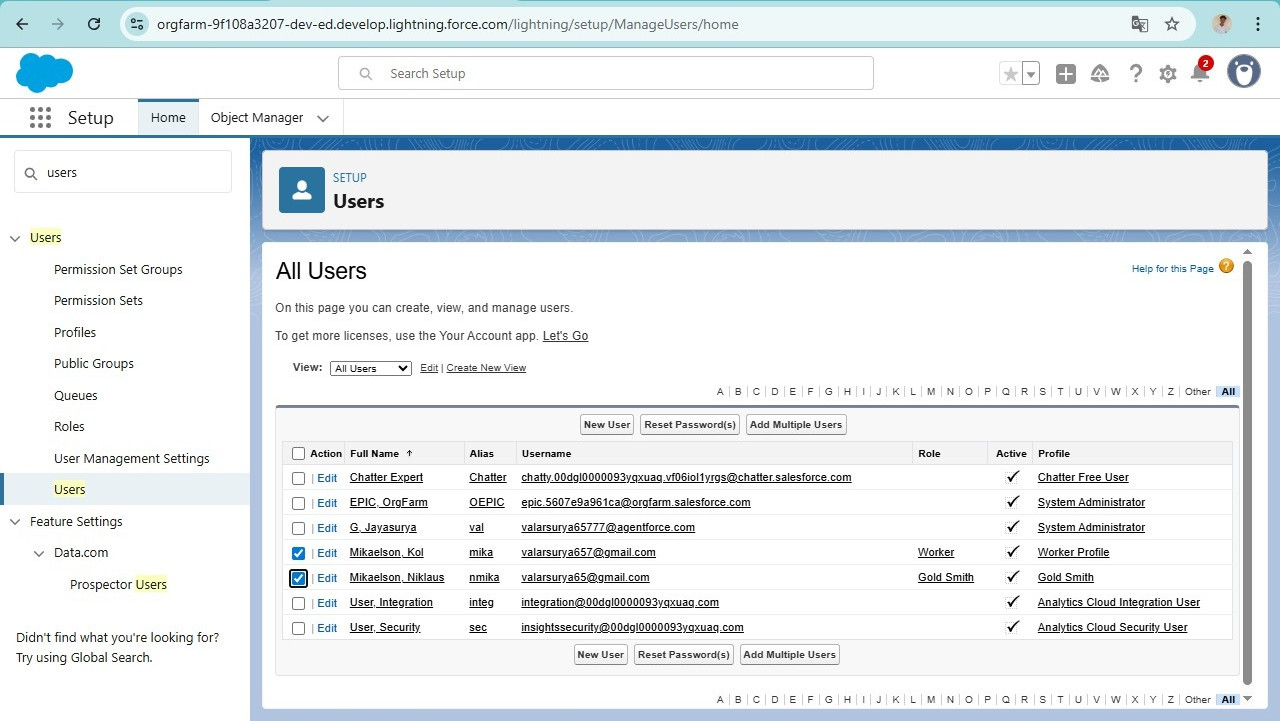 orgfarm-9f108a3207-dev-ed.develop.lightning.force.com/lightning/setup/ManageUsers/home
Search Setup
2
Setup
Home
Object Manager
users
Users
Permission Set Groups
Permission Sets
Profiles
Public Groups
Queues
Roles
User Management Settings
Users
Feature Settings
Data.com
Prospector Users
Didn't find what you're looking for?
Try using Global Search.
SETUP
Users
All Users
Help for this Page ?
On this page you can create, view, and manage users.
To get more licenses, use the Your Account app. Let's Go
View: All Users Edit | Create New View
A | B | C | D | E | F | G | H | I | J | K | L | M | N | O | P | Q | R | S | T | U | V | W | X | Y | Z | Other | All
New User Reset Password(s) Add Multiple Users
Action Full Name ↑ Alias Username Role Active Profile
| Edit Chatter Expert Chatter chatty.00dgl0000093yqxuaq.vf06iol1yrgs@chatter.salesforce.com ✓ Chatter Free User
| Edit EPIC, OrgFarm OEPIC epic.5607e9a961ca@orgfarm.salesforce.com ✓ System Administrator
| Edit G, Jayasurya val valarsurya65777@agentforce.com ✓ System Administrator
| Edit Mikaelson, Kol mika valarsurya657@gmail.com Worker ✓ Worker Profile
| Edit Mikaelson, Niklaus nmika valarsurya65@gmail.com Gold Smith ✓ Gold Smith
| Edit User, Integration integ integration@00dgl0000093yqxuaq.com ✓ Analytics Cloud Integration User
| Edit User, Security sec insightssecurity@00dgl0000093yqxuaq.com ✓ Analytics Cloud Security User
New User Reset Password(s) Add Multiple Users
A | B | C | D | E | F | G | H | I | J | K | L | M | N | O | P | Q | R | S | T | U | V | W | X | Y | Z | Other | All